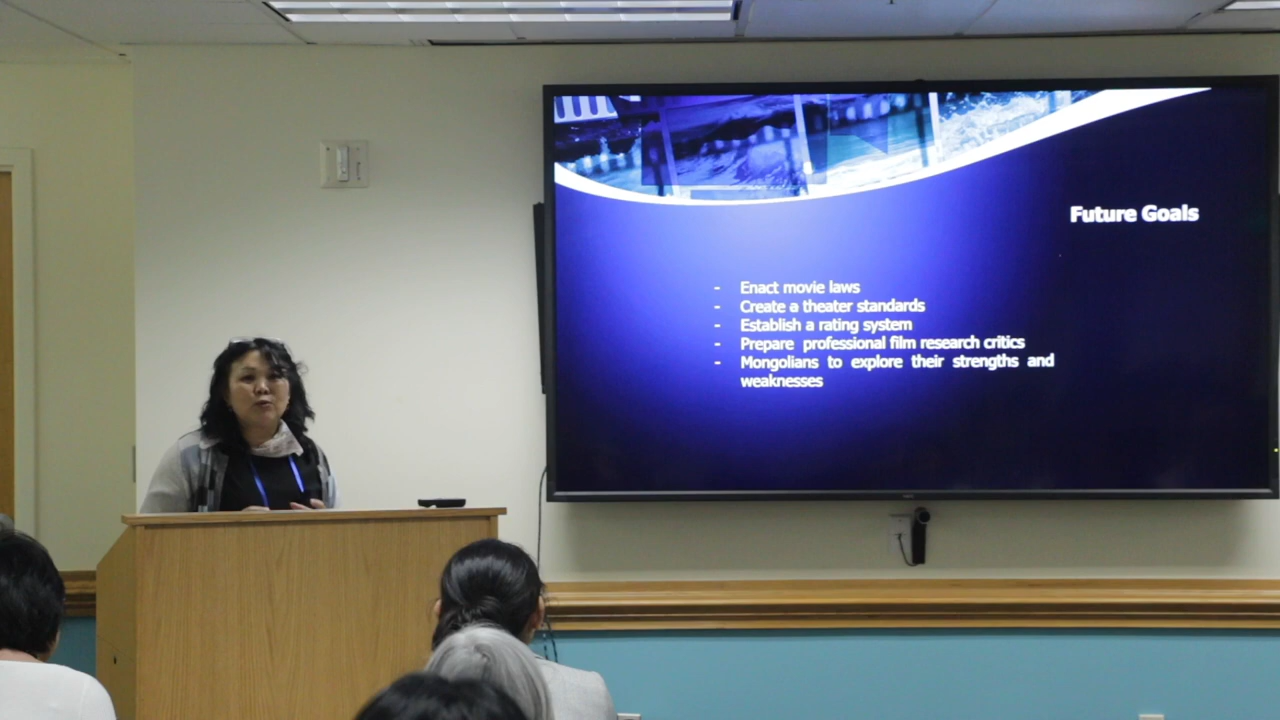 Future Goals
- Enact movie laws
- Create a theater standards
- Establish a rating system
- Prepare professional film research critics
- Mongolians to explore their strengths and
weaknesses